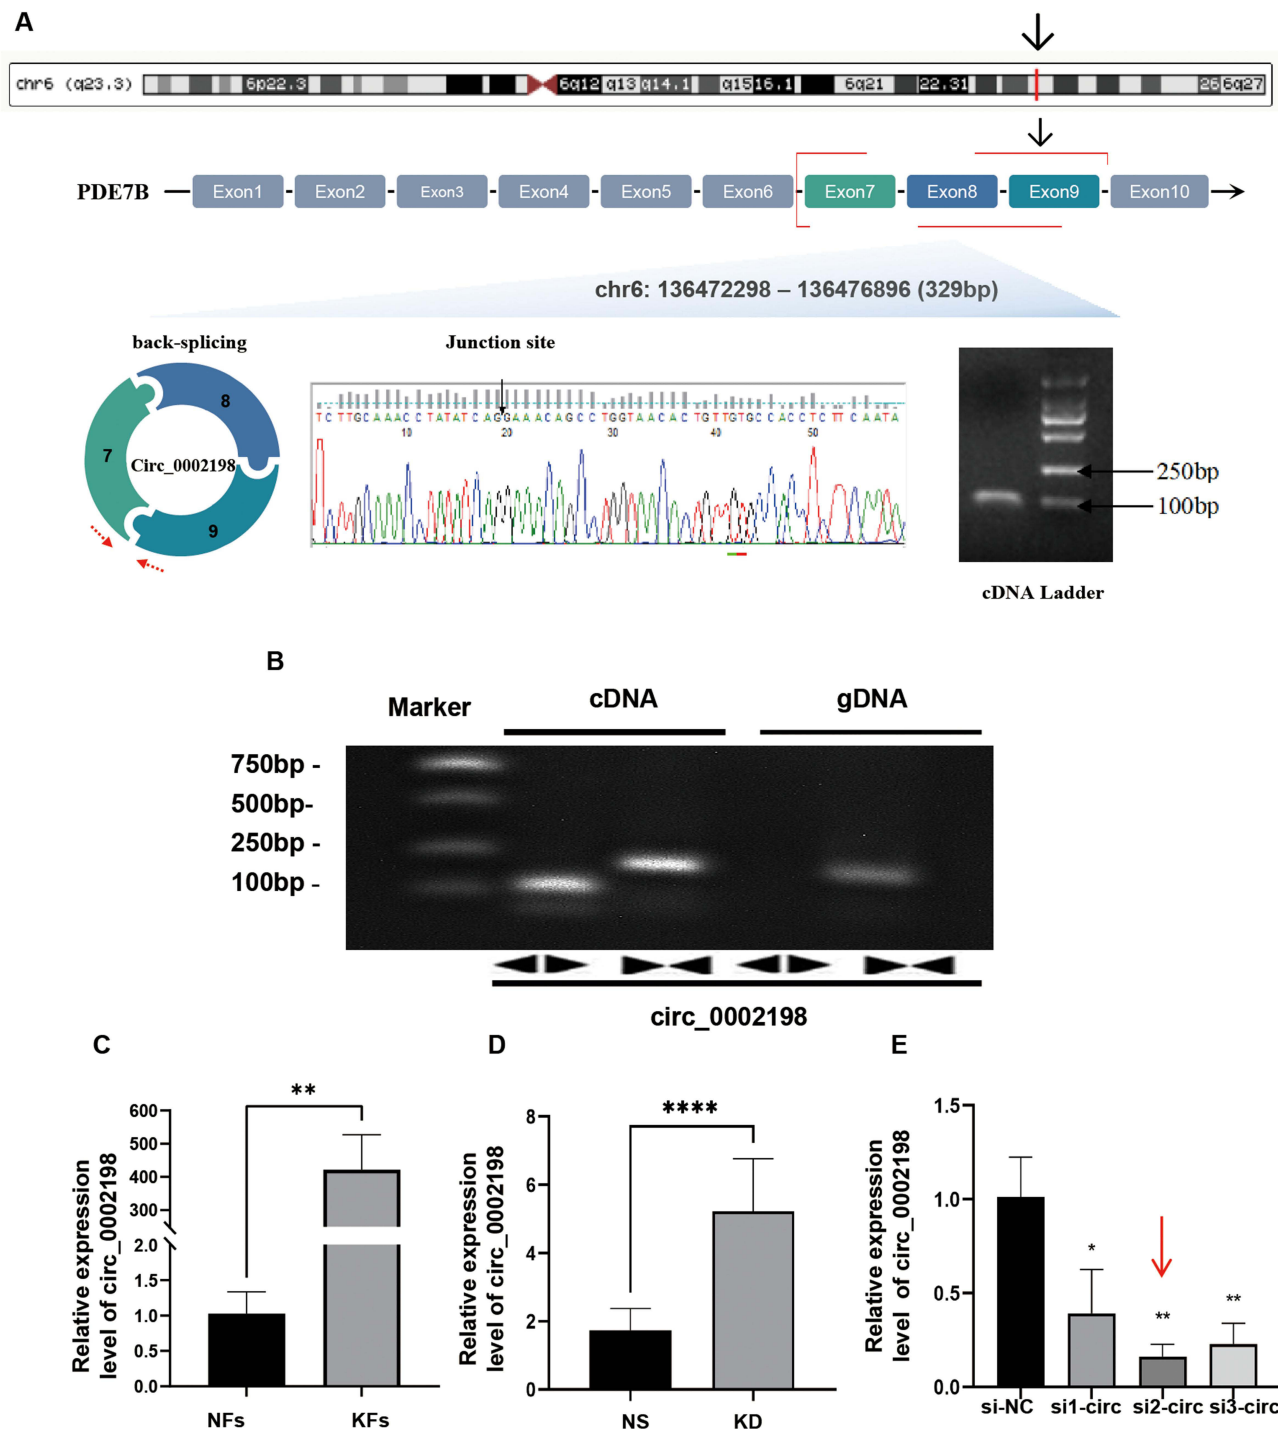 A
chr6 (q23.3) 6p22.3 6q12 q13 q14.1 q15 16.1 6q21 22.31 26 6q27
PDE7B Exon1 Exon2 Exon3 Exon4 Exon5 Exon6 Exon7 Exon8 Exon9 Exon10
chr6: 136472298 – 136476896 (329bp)
back-splicing
Junction site
8
7
Circ_0002198
9
TCTTGCAAACCTATATCAGGAAACAGCCTGGTAACACTGTTGTGCCACCTCTTCAATA
10 20 30 40 50
250bp
100bp
cDNA Ladder
B
Marker
cDNA
gDNA
750bp -
500bp-
250bp -
100bp -
circ_0002198
C
Relative expression
level of circ_0002198
600
500
400
300
2.0
1.5
1.0
0.5
0.0
**
NFs KFs
D
Relative expression
level of circ_0002198
8
6
4
2
0
****
NS KD
E
Relative expression
level of circ_0002198
1.5
1.0
0.5
0.0
*
**
**
si-NC si1-circ si2-circ si3-circ